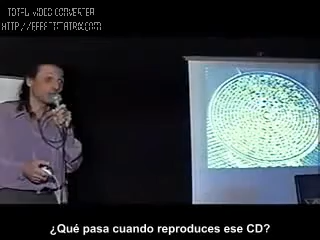 TOTAL VIDEO CONVERTER
HTTP://EFFECTMATRIX.COM
¿Qué pasa cuando reproduces ese CD?